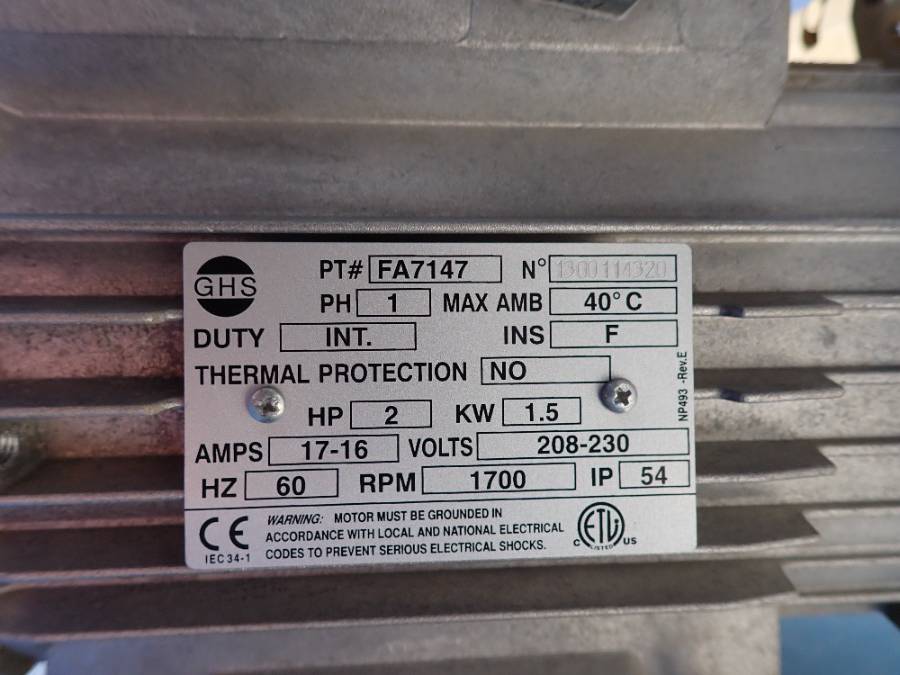 GHS
PT# FA7147 N° 1300114320
PH 1 MAX AMB 40°C
DUTY INT. INS F
THERMAL PROTECTION NO
HP 2 KW 1.5
AMPS 17-16 VOLTS 208-230
HZ 60 RPM 1700 IP 54
NP493 -Rev.E
CE
IEC34-1
WARNING: MOTOR MUST BE GROUNDED IN
ACCORDANCE WITH LOCAL AND NATIONAL ELECTRICAL
CODES TO PREVENT SERIOUS ELECTRICAL SHOCKS.
ETL
C LISTED US